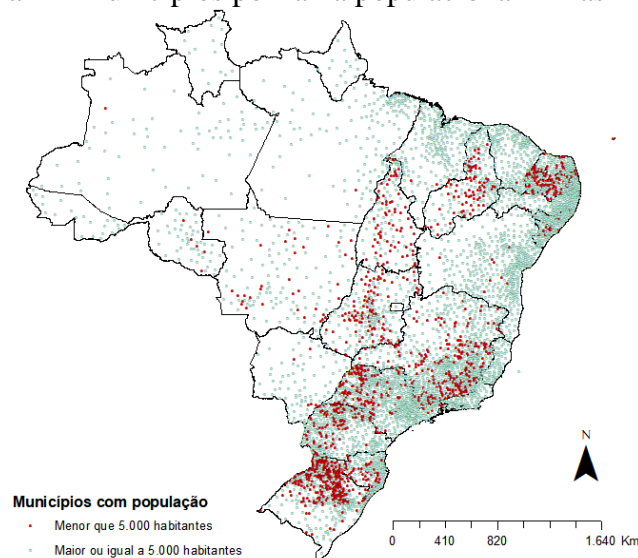 N
Municípios com população
Menor que 5.000 habitantes
Maior ou igual a 5.000 habitantes
0 410 820 1.640 Km